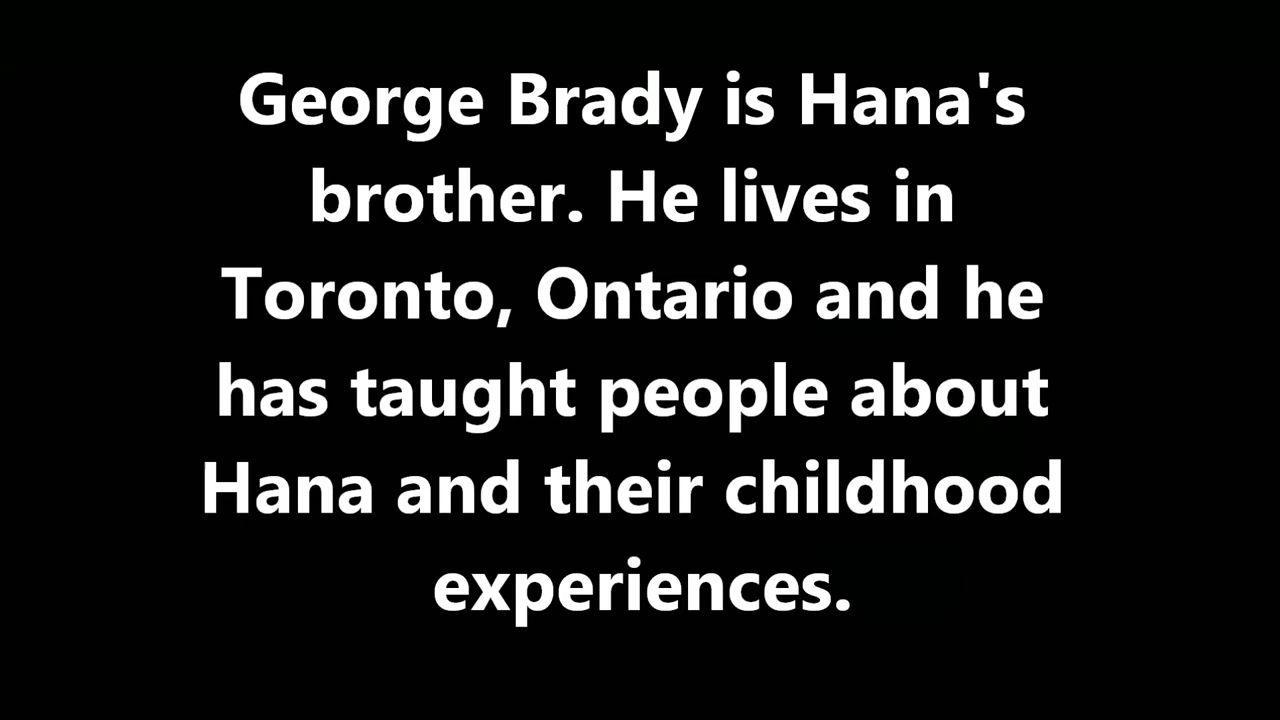 George Brady is Hana's
brother. He lives in
Toronto, Ontario and he
has taught people about
Hana and their childhood
experiences.